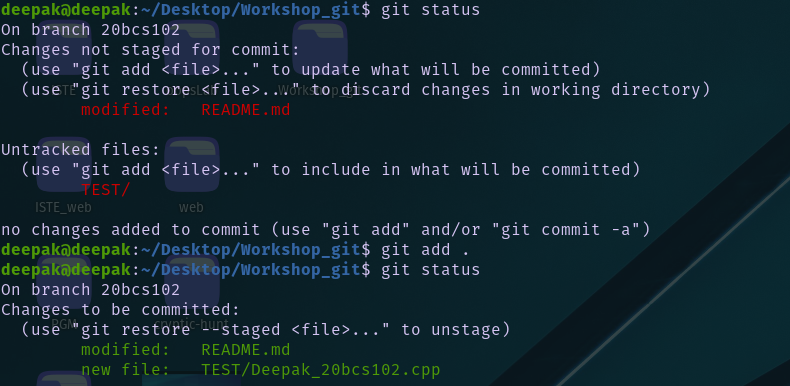 deepak@deepak:~/Desktop/Workshop_git$ git status
On branch 20bcs102
Changes not staged for commit:
  (use "git add <file>..." to update what will be committed)
  (use "git restore <file>..." to discard changes in working directory)
        modified:   README.md

Untracked files:
  (use "git add <file>..." to include in what will be committed)
        TEST/
ISTE_web
web

no changes added to commit (use "git add" and/or "git commit -a")
deepak@deepak:~/Desktop/Workshop_git$ git add .
deepak@deepak:~/Desktop/Workshop_git$ git status
On branch 20bcs102
Changes to be committed:
  (use "git restore --staged <file>..." to unstage)
cryptic-hunt
        modified:   README.md
        new file:   TEST/Deepak_20bcs102.cpp